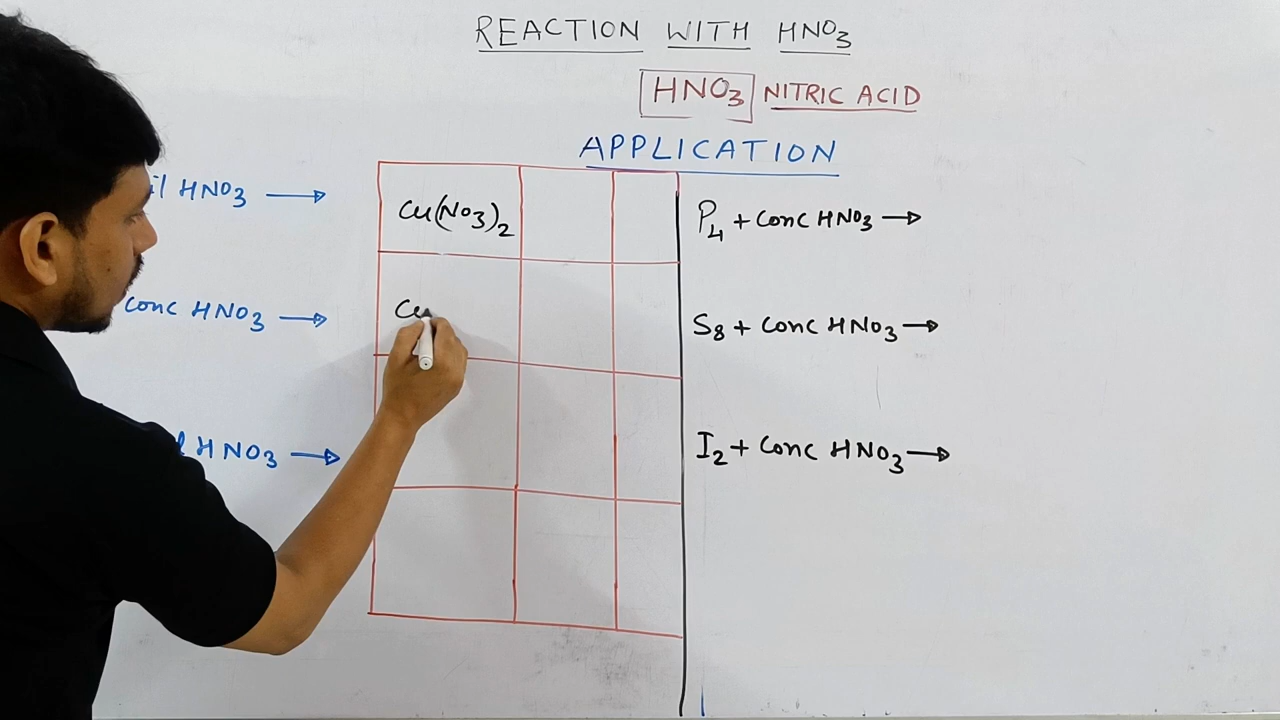 REACTION WITH HNO3
HNO3 NITRIC ACID
APPLICATION
HNO3 →
Cu(NO3)2
P4 + Conc HNO3 →
Conc HNO3 →
Cu
S8 + Conc HNO3 →
HNO3 →
I2 + Conc HNO3 →